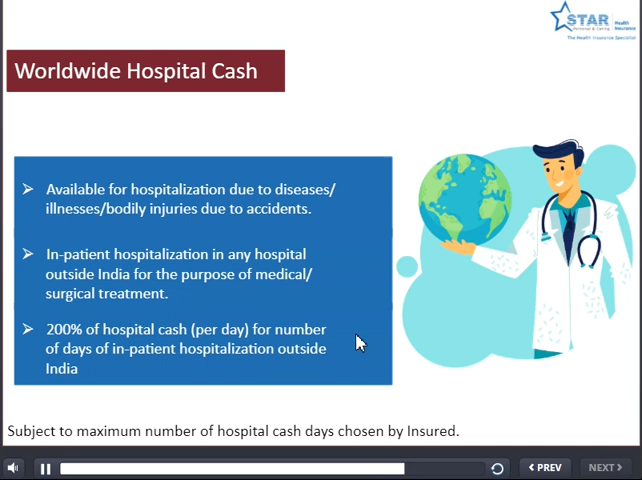 STAR Health Insurance
Personal & Caring
The Health Insurance Specialist
Worldwide Hospital Cash
Available for hospitalization due to diseases/
illnesses/bodily injuries due to accidents.
In-patient hospitalization in any hospital
outside India for the purpose of medical/
surgical treatment.
200% of hospital cash (per day) for number
of days of in-patient hospitalization outside
India
Subject to maximum number of hospital cash days chosen by Insured.
PREV
NEXT